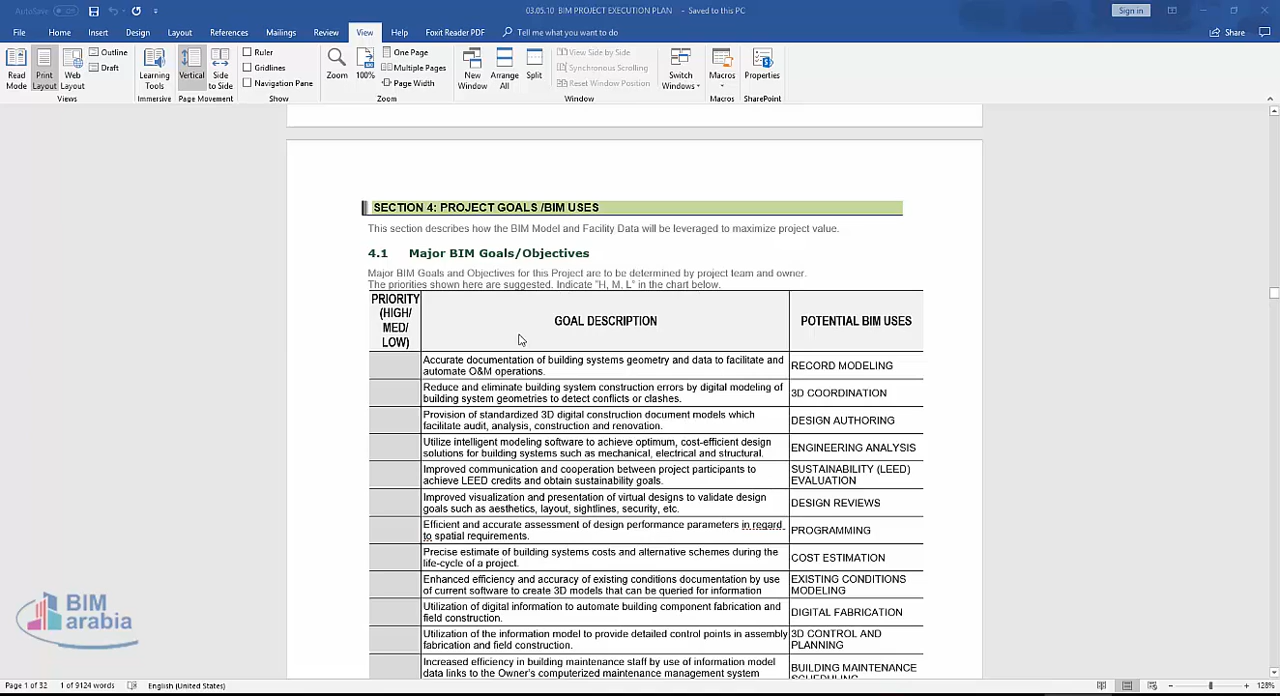 AutoSave Off
03.05.10 BIM PROJECT EXECUTION PLAN - Saved to this PC
Sign in
File Home Insert Design Layout References Mailings Review View Help Foxit Reader PDF Tell me what you want to do Share
Read Mode
Print Layout
Web Layout
Outline
Draft
Views
Learning Tools
Immersive
Vertical
Side to Side
Page Movement
Ruler
Gridlines
Navigation Pane
Show
Zoom
100%
One Page
Multiple Pages
Page Width
Zoom
New Window
Arrange All
Split
View Side by Side
Synchronous Scrolling
Reset Window Position
Window
Switch Windows
Macros
Macros
Properties
SharePoint
SECTION 4: PROJECT GOALS /BIM USES
This section describes how the BIM Model and Facility Data will be leveraged to maximize project value.
4.1 Major BIM Goals/Objectives
Major BIM Goals and Objectives for this Project are to be determined by project team and owner.
The priorities shown here are suggested. Indicate "H, M, L" in the chart below.
PRIORITY
(HIGH/
MED/
LOW)
GOAL DESCRIPTION
POTENTIAL BIM USES
Accurate documentation of building systems geometry and data to facilitate and
automate O&M operations.
RECORD MODELING
Reduce and eliminate building system construction errors by digital modeling of
building system geometries to detect conflicts or clashes.
3D COORDINATION
Provision of standardized 3D digital construction document models which
facilitate audit, analysis, construction and renovation.
DESIGN AUTHORING
Utilize intelligent modeling software to achieve optimum, cost-efficient design
solutions for building systems such as mechanical, electrical and structural.
ENGINEERING ANALYSIS
Improved communication and cooperation between project participants to
achieve LEED credits and obtain sustainability goals.
SUSTAINABILITY (LEED)
EVALUATION
Improved visualization and presentation of virtual designs to validate design
goals such as aesthetics, layout, sightlines, security, etc.
DESIGN REVIEWS
Efficient and accurate assessment of design performance parameters in regard
to spatial requirements.
PROGRAMMING
Precise estimate of building systems costs and alternative schemes during the
life-cycle of a project.
COST ESTIMATION
Enhanced efficiency and accuracy of existing conditions documentation by use
of current software to create 3D models that can be queried for information
EXISTING CONDITIONS
MODELING
Utilization of digital information to automate building component fabrication and
field construction.
DIGITAL FABRICATION
Utilization of the information model to provide detailed control points in assembly
fabrication and field construction.
3D CONTROL AND
PLANNING
Increased efficiency in building maintenance staff by use of information model
data links to the Owner's computerized maintenance management system
BUILDING MAINTENANCE
SCHEDULING
BIM
arabia
Page 1 of 32 1 of 9124 words English (United States) 128%